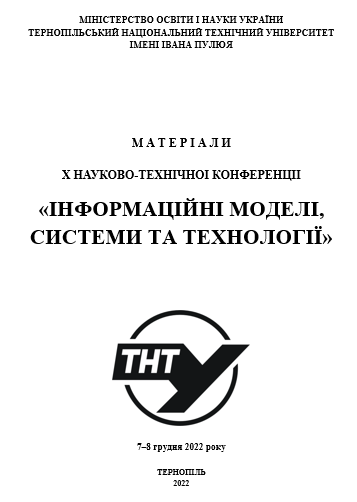 МІНІСТЕРСТВО ОСВІТИ І НАУКИ УКРАЇНИ
ТЕРНОПІЛЬСЬКИЙ НАЦІОНАЛЬНИЙ ТЕХНІЧНИЙ УНІВЕРСИТЕТ
ІМЕНІ ІВАНА ПУЛЮЯ
МАТЕРІАЛИ
X НАУКОВО-ТЕХНІЧНОЇ КОНФЕРЕНЦІЇ
«ІНФОРМАЦІЙНІ МОДЕЛІ,
СИСТЕМИ ТА ТЕХНОЛОГІЇ»
ТНТУ
7–8 грудня 2022 року
ТЕРНОПІЛЬ
2022